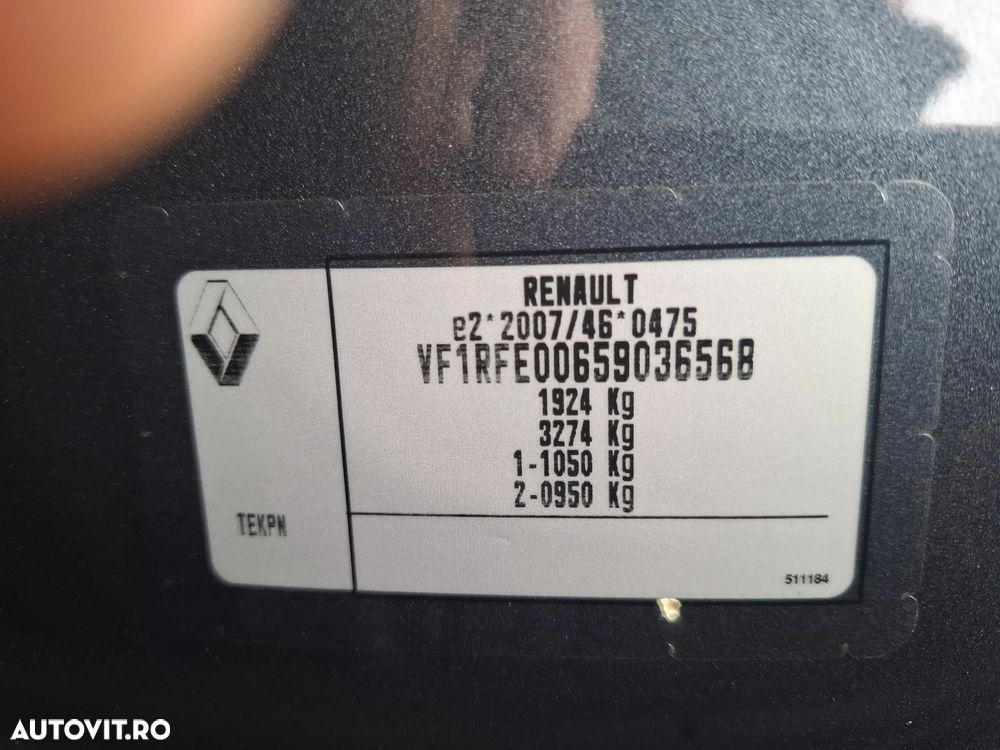 RENAULT
e2*2007/46*0475
VF1RFE00659036568
1924 Kg
3274 Kg
1-1050 Kg
2-0950 Kg
TEKPN
511184
AUTOVIT.RO